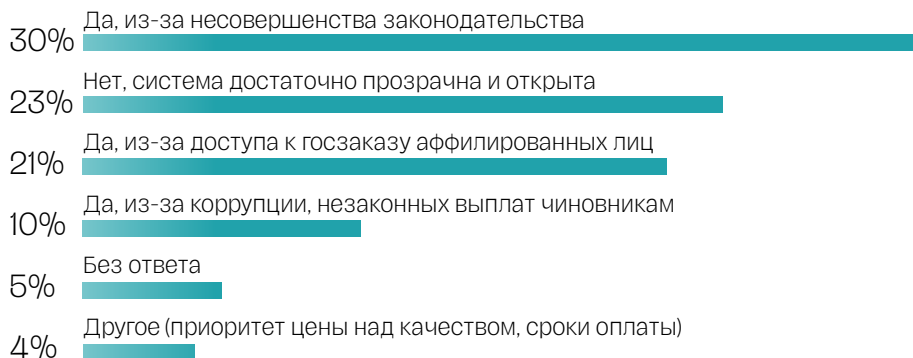 Да, из-за несовершенства законодательства
30%
Нет, система достаточно прозрачна и открыта
23%
Да, из-за доступа к госзаказу аффилированных лиц
21%
Да, из-за коррупции, незаконных выплат чиновникам
10%
Без ответа
5%
Другое (приоритет цены над качеством, сроки оплаты)
4%